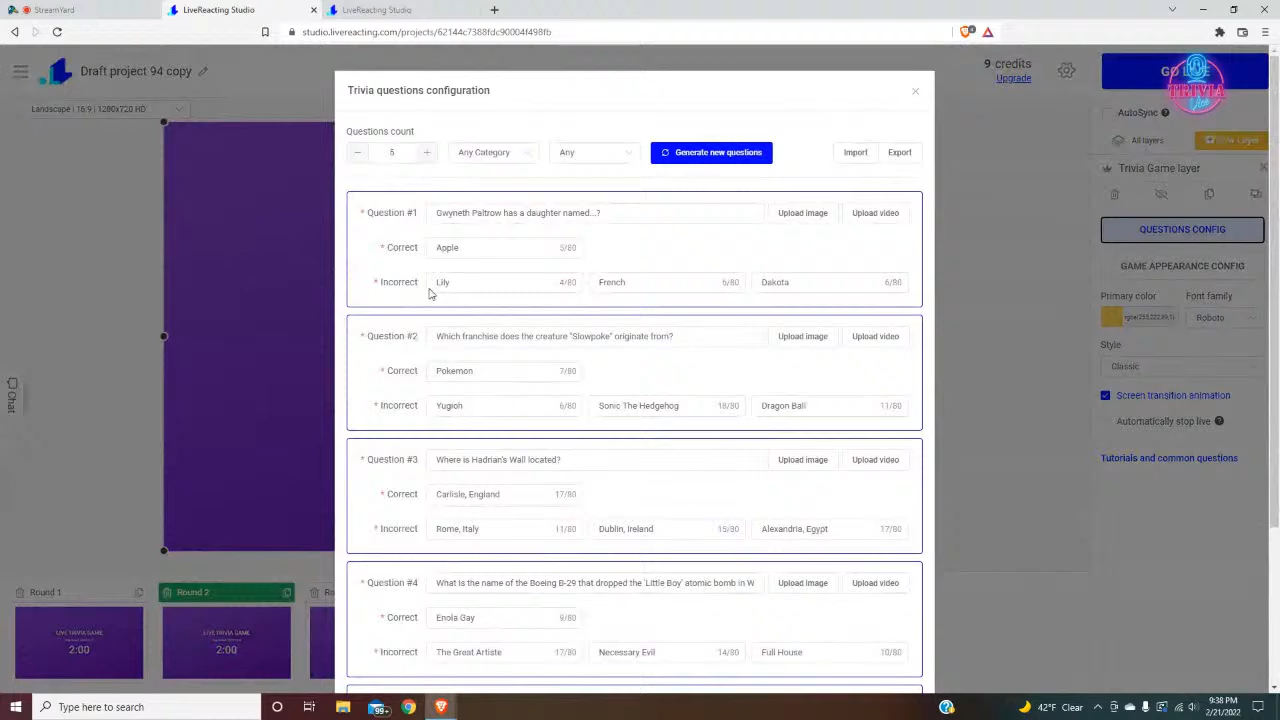 StreamYard
LiveReacting Studio
LiveReacting Studio
studio.livereacting.com/projects/62144c7388fdc90004f498fb
Draft project 94 copy
9 credits
Upgrade
GO LIVE
TRIVIA
Landscape | 16:9 | 1280x720 HD
AutoSync
All layers
New Layer
Trivia Game layer
QUESTIONS CONFIG
GAME APPEARANCE CONFIG
Primary color
Font family
Roboto
Style
Classic
Screen transition animation
Automatically stop live
Tutorials and common questions
Chat
Trivia questions configuration
Questions count
5
Any Category
Any
Generate new questions
Import
Export
* Question #1
Gwyneth Paltrow has a daughter named...?
Upload image
Upload video
* Correct
Apple
5/80
* Incorrect
Lily
4/80
French
6/80
Dakota
6/80
* Question #2
Which franchise does the creature "Slowpoke" originate from?
Upload image
Upload video
* Correct
Pokemon
7/80
* Incorrect
Yugioh
6/80
Sonic The Hedgehog
18/80
Dragon Ball
11/80
* Question #3
Where is Hadrian's Wall located?
Upload image
Upload video
* Correct
Carlisle, England
17/80
* Incorrect
Rome, Italy
11/80
Dublin, Ireland
15/80
Alexandria, Egypt
17/80
* Question #4
What is the name of the Boeing B-29 that dropped the 'Little Boy' atomic bomb in W
Upload image
Upload video
* Correct
Enola Gay
9/80
* Incorrect
The Great Artiste
17/80
Necessary Evil
14/80
Full House
10/80
Round 1
LIVE TRIVIA GAME
2:00
Round 2
LIVE TRIVIA GAME
2:00
Type here to search
99+
42°F Clear
9:38 PM
2/21/2022